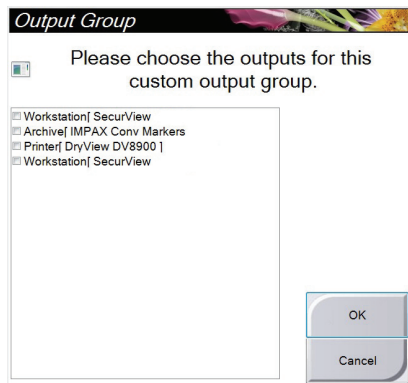 Output Group
Please choose the outputs for this
custom output group.
Workstation[ SecurView
Archive[ IMPAX Conv Markers
Printer[ DryView DV8900 ]
Workstation[ SecurView
OK
Cancel